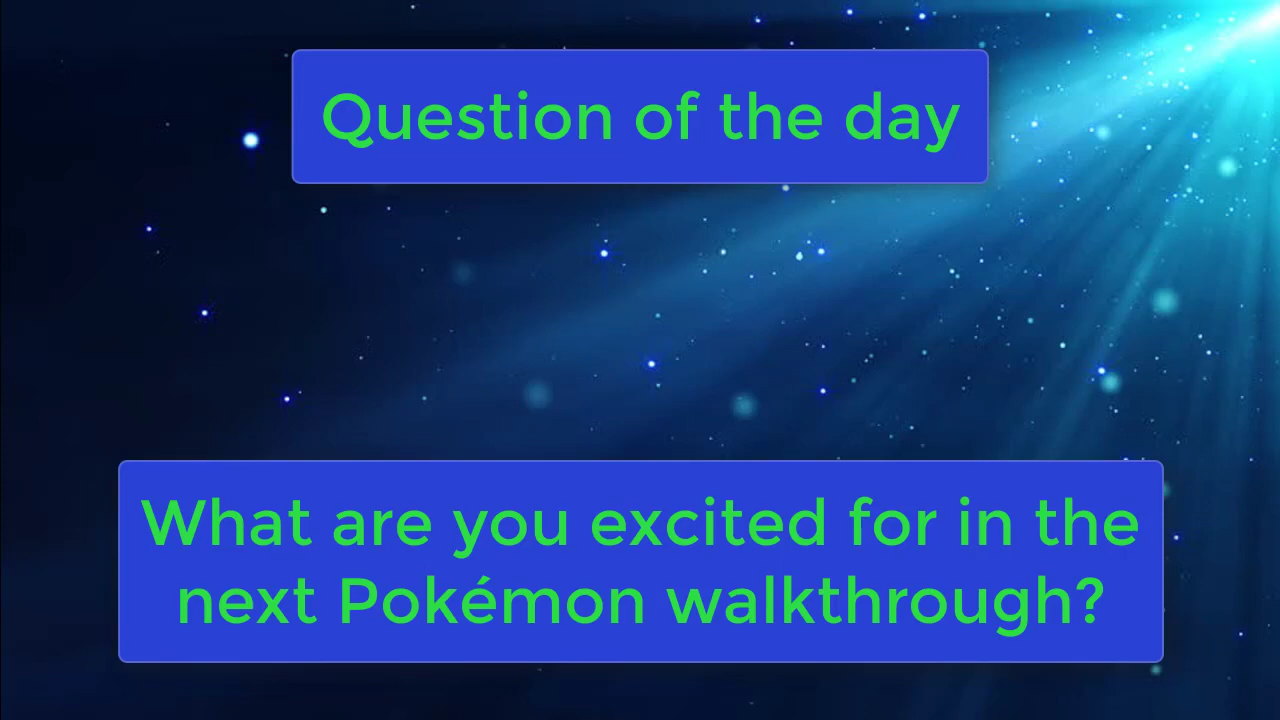 Question of the day
What are you excited for in the
next Pokémon walkthrough?